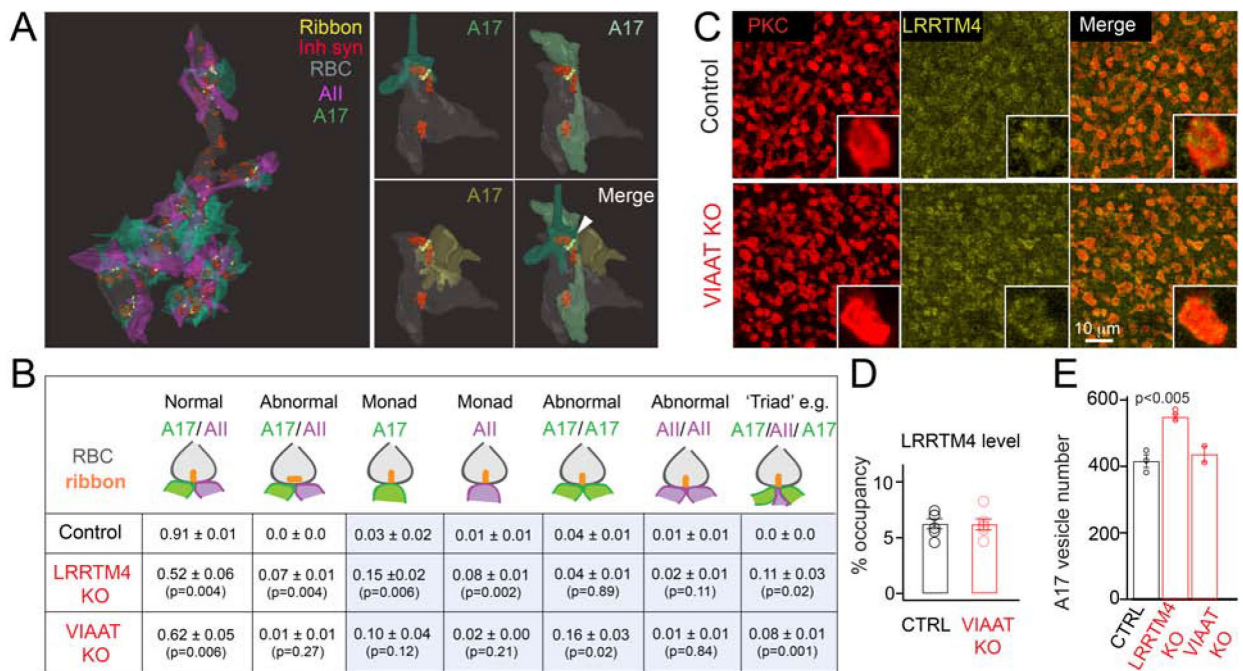 A
Ribbon
Inh syn
RBC
AII
A17
A17
A17
A17
Merge
C
PKC
LRRTM4
Merge
Control
VIAAT KO
10 μm
B
Normal
Abnormal
Monad
Monad
Abnormal
Abnormal
'Triad' e.g.
A17/AII
A17/AII
A17
AII
A17/A17
AII/AII
A17/AII/A17
RBC
ribbon
Control
0.91 ± 0.01
0.0 ± 0.0
0.03 ± 0.02
0.01 ± 0.01
0.04 ± 0.01
0.01 ± 0.01
0.0 ± 0.0
LRRTM4
KO
0.52 ± 0.06
(p=0.004)
0.07 ± 0.01
(p=0.004)
0.15 ±0.02
(p=0.006)
0.08 ± 0.01
(p=0.002)
0.04 ± 0.01
(p=0.89)
0.02 ± 0.01
(p=0.11)
0.11 ± 0.03
(p=0.02)
VIAAT
KO
0.62 ± 0.05
(p=0.006)
0.01 ± 0.01
(p=0.27)
0.10 ± 0.04
(p=0.12)
0.02 ± 0.00
(p=0.21)
0.16 ± 0.03
(p=0.02)
0.01 ± 0.01
(p=0.84)
0.08 ± 0.01
(p=0.001)
D
LRRTM4 level
% occupancy
10
5
0
CTRL
VIAAT
KO
E
p<0.005
A17 vesicle number
600
400
200
0
CTRL
LRRTM4
KO
VIAAT
KO